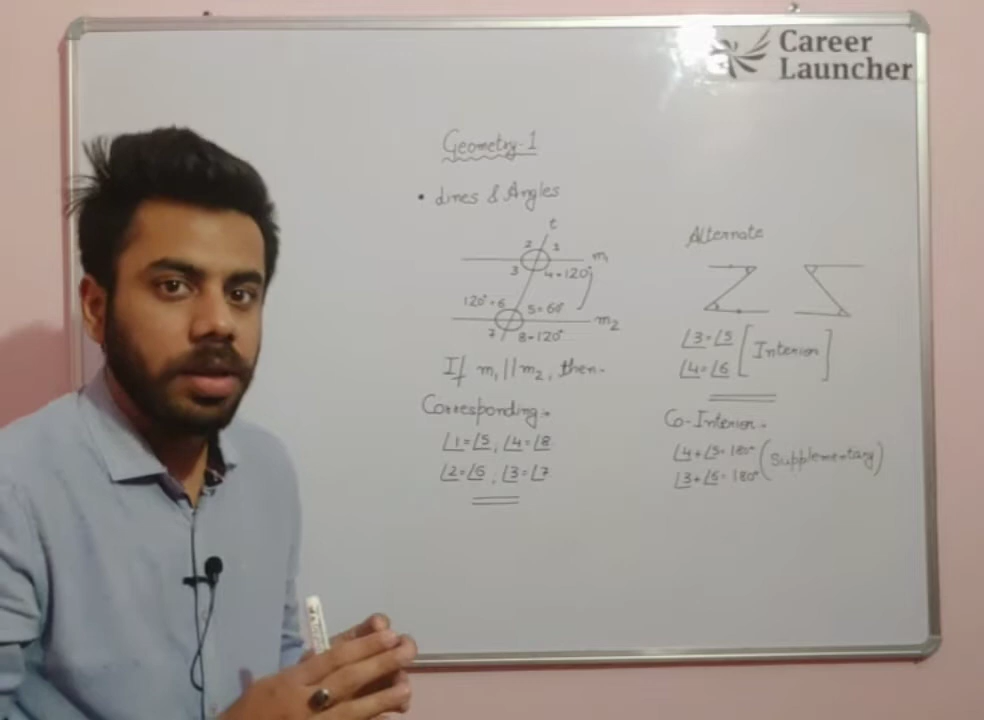 Career
Launcher
Geometry-1
• Lines & Angles
t
2 1
m₁
3 4=120°
120°=6 5=60°
m₂
7 8=120°
If m₁ || m₂, then-
Corresponding:-
∠1=∠5, ∠4=∠8
∠2=∠6, ∠3=∠7
Alternate
∠3=∠5
∠4=∠6
[Interior]
Co-Interior:-
∠4+∠5=180°
∠3+∠6=180°
(Supplementary)